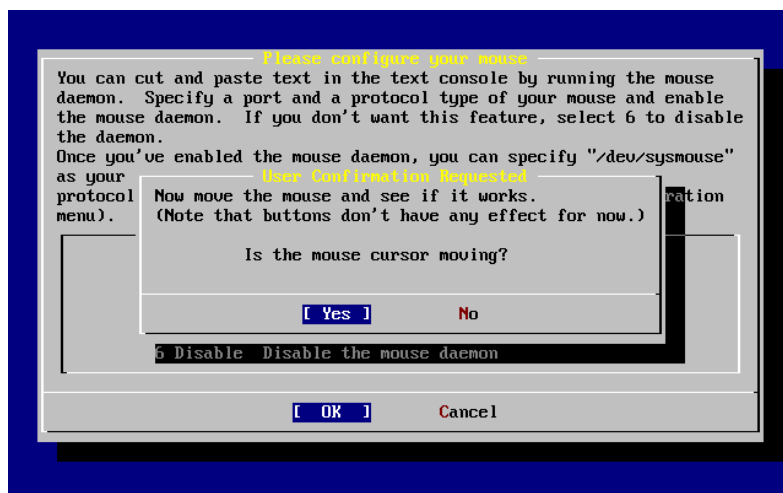 Please configure your mouse
You can cut and paste text in the text console by running the mouse
daemon.  Specify a port and a protocol type of your mouse and enable
the mouse daemon.  If you don't want this feature, select 6 to disable
the daemon.
Once you've enabled the mouse daemon, you can specify "/dev/sysmouse"
as your
User Confirmation Requested
protocol
ration
menu).
Now move the mouse and see if it works.
(Note that buttons don't have any effect for now.)
Is the mouse cursor moving?
[ Yes ]    No
6 Disable  Disable the mouse daemon
[  OK  ]    Cancel